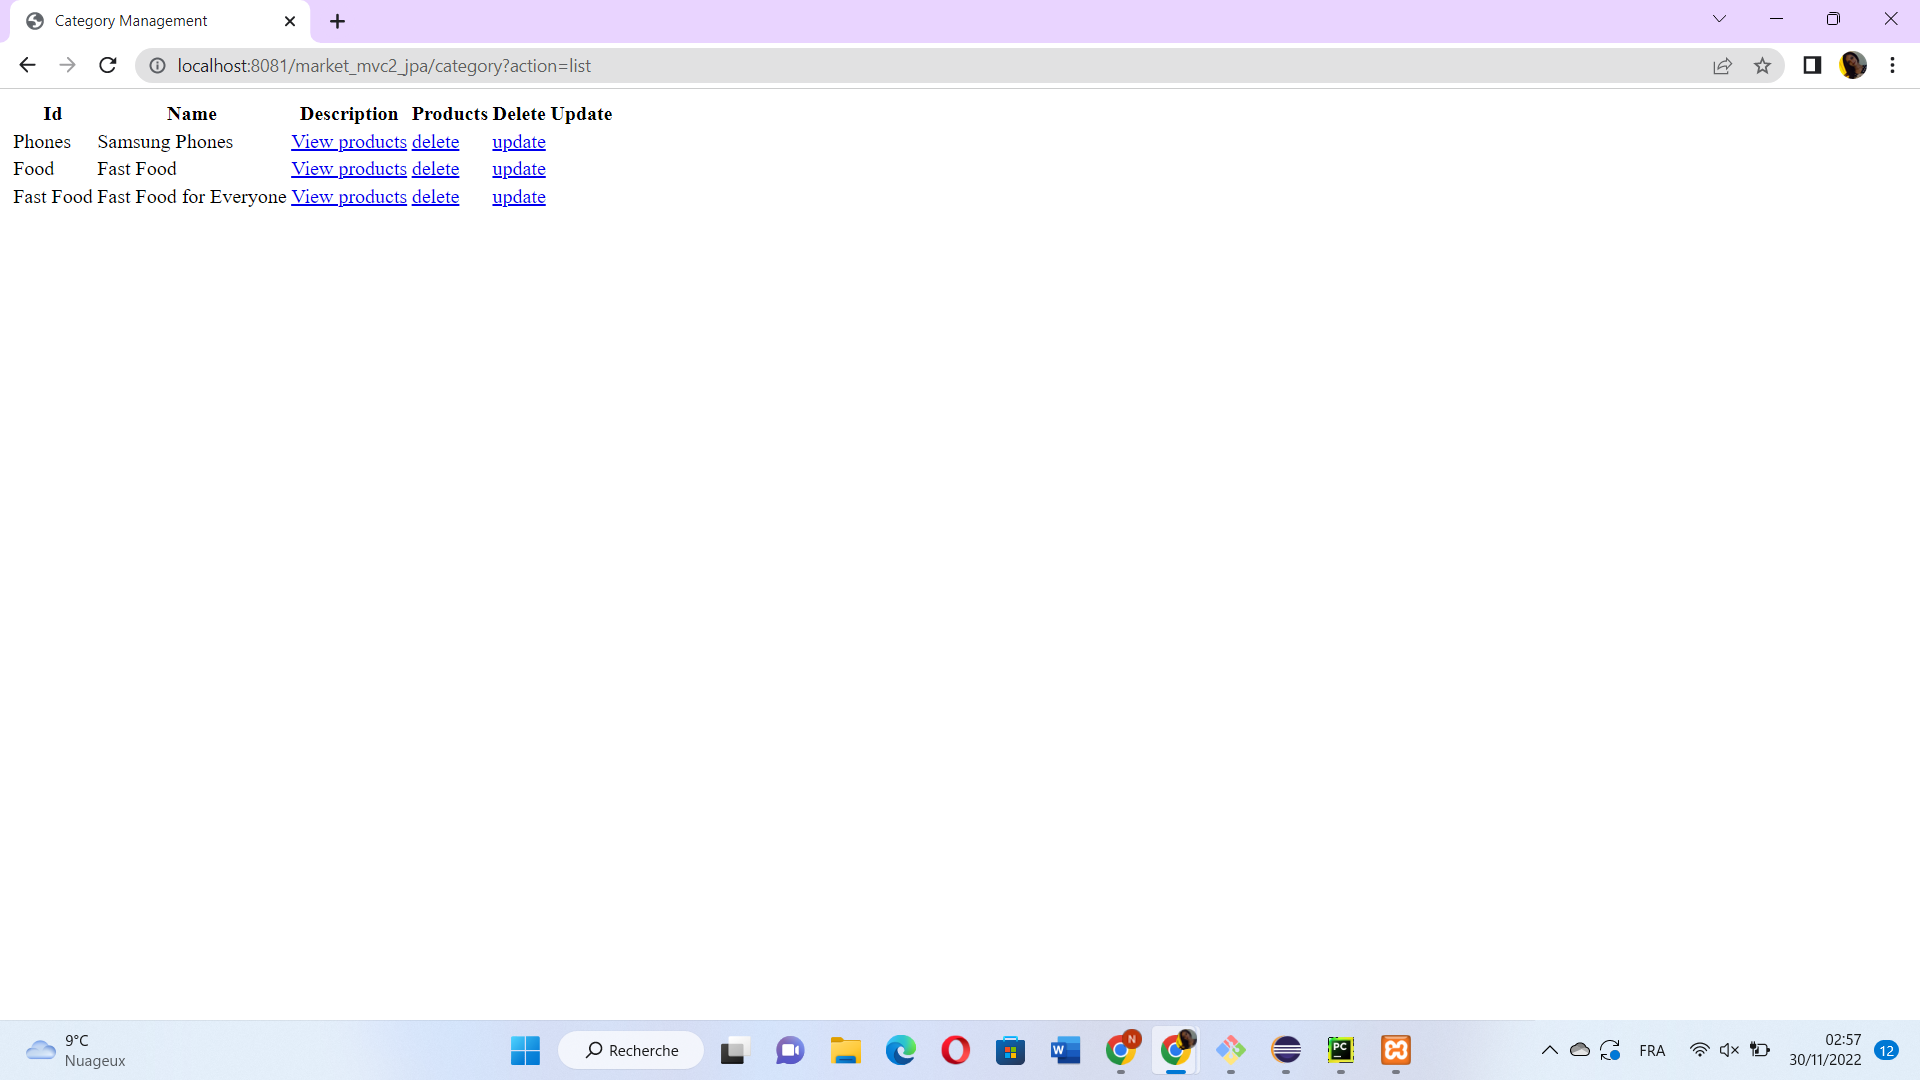 Category Management
localhost:8081/market_mvc2_jpa/category?action=list
Id Name Description Products Delete Update
Phones Samsung Phones View products delete update
Food Fast Food View products delete update
Fast Food Fast Food for Everyone View products delete update
9°C
Nuageux
Recherche
W
N
PC
FRA
02:57
30/11/2022
12